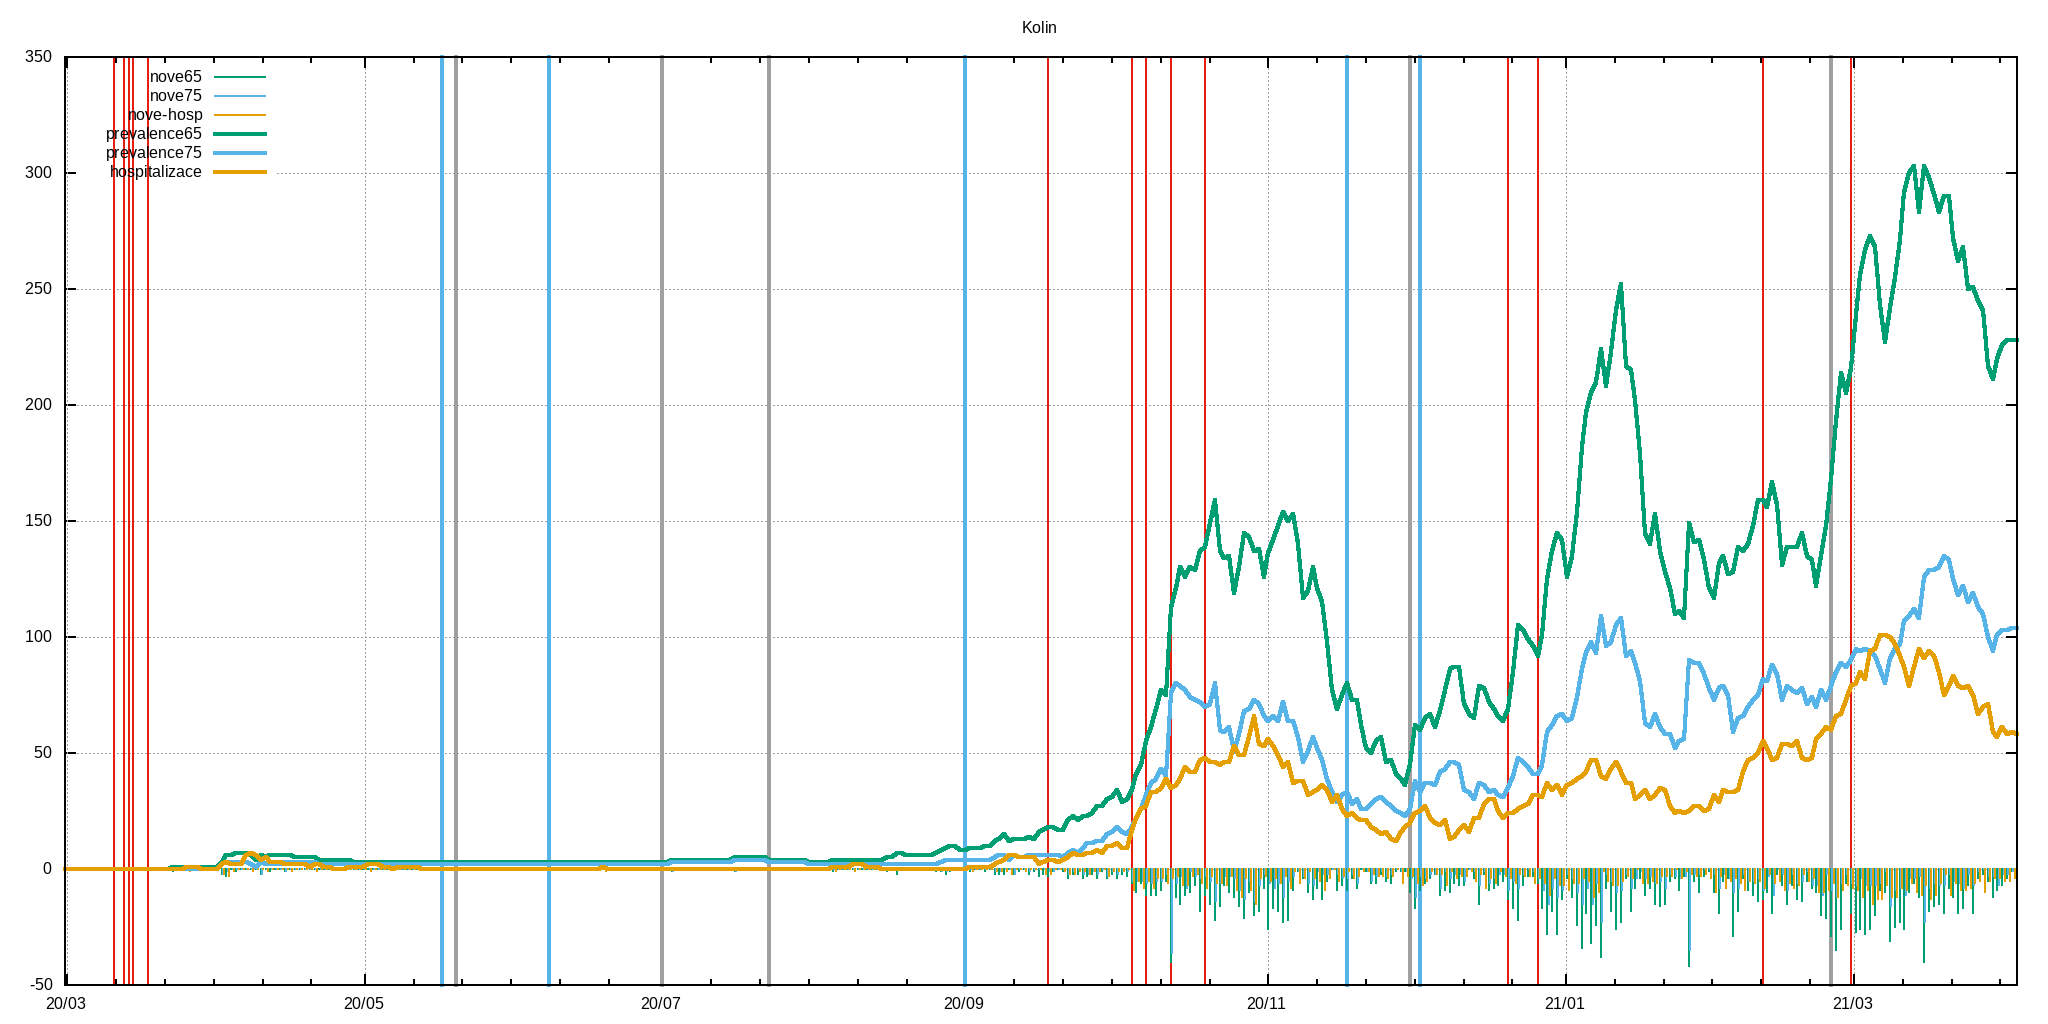 Kolin
350
300
250
200
150
100
50
0
-50
nove65
nove75
nove-hosp
prevalence65
prevalence75
hospitalizace
20/03 20/05 20/07 20/09 20/11 21/01 21/03